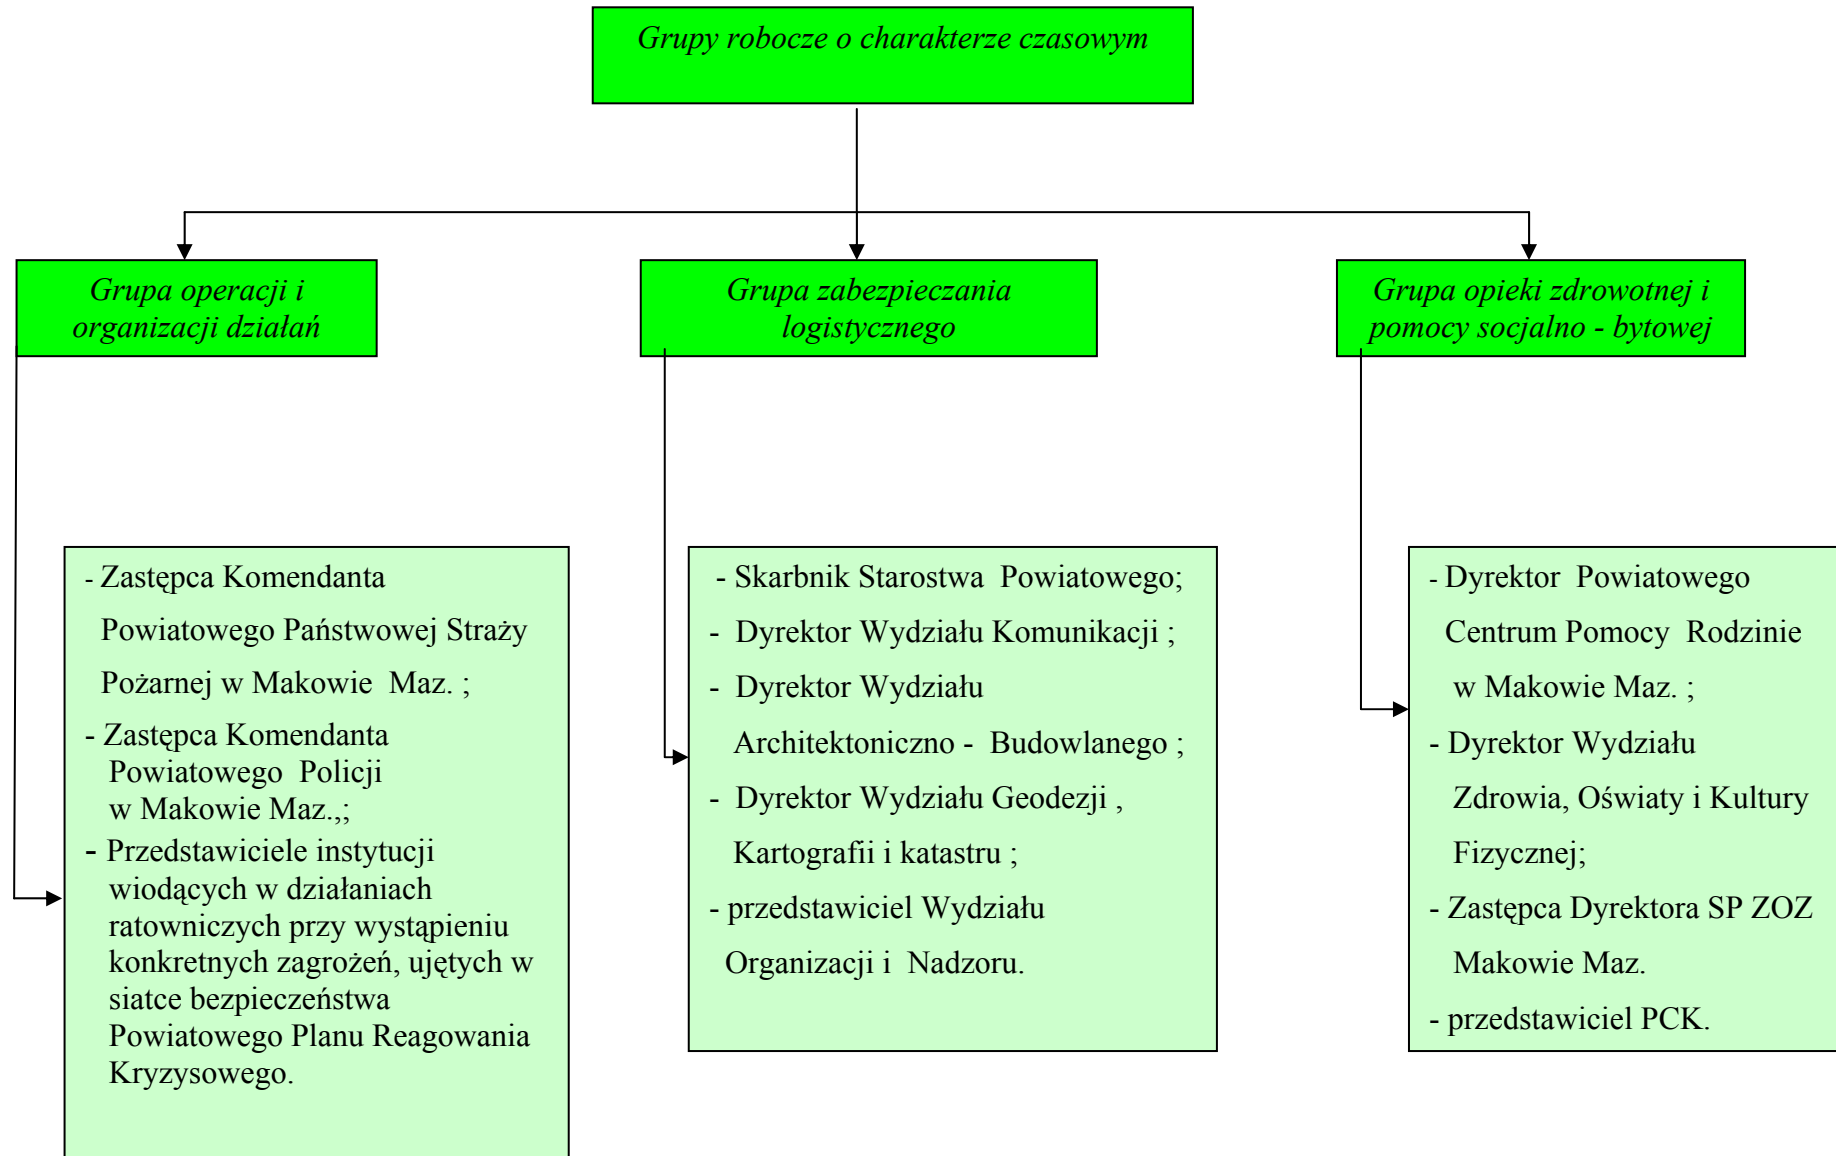 Grupy robocze o charakterze czasowym
Grupa operacji i
organizacji działań
Grupa zabezpieczania
logistycznego
Grupa opieki zdrowotnej i
pomocy socjalno - bytowej
- Zastępca Komendanta
Powiatowego Państwowej Straży
Pożarnej w Makowie  Maz. ;
- Zastępca Komendanta
Powiatowego  Policji
w Makowie Maz.,;
- Przedstawiciele instytucji
wiodących w działaniach
ratowniczych przy wystąpieniu
konkretnych zagrożeń, ujętych w
siatce bezpieczeństwa
Powiatowego Planu Reagowania
Kryzysowego.
- Skarbnik Starostwa  Powiatowego;
-  Dyrektor Wydziału Komunikacji ;
-  Dyrektor Wydziału
Architektoniczno -  Budowlanego ;
-  Dyrektor Wydziału Geodezji ,
Kartografii i katastru ;
- przedstawiciel Wydziału
Organizacji i  Nadzoru.
- Dyrektor  Powiatowego
Centrum Pomocy  Rodzinie
w Makowie Maz. ;
- Dyrektor Wydziału
Zdrowia, Oświaty i Kultury
Fizycznej;
- Zastępca Dyrektora SP ZOZ
Makowie Maz.
- przedstawiciel PCK.